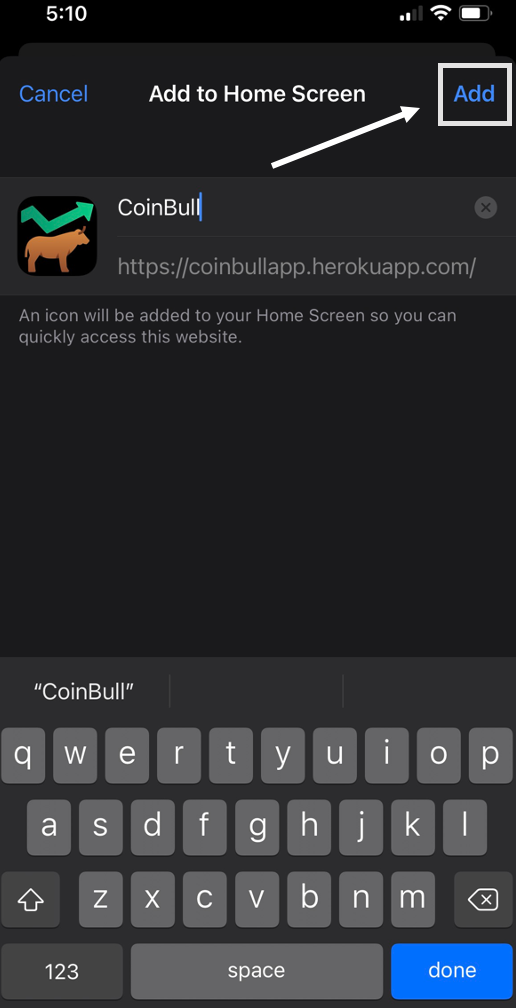 5:10
Cancel Add to Home Screen Add
CoinBull
https://coinbullapp.herokuapp.com/
An icon will be added to your Home Screen so you can
quickly access this website.
“CoinBull”
q w e r t y u i o p
a s d f g h j k l
z x c v b n m
123 space done